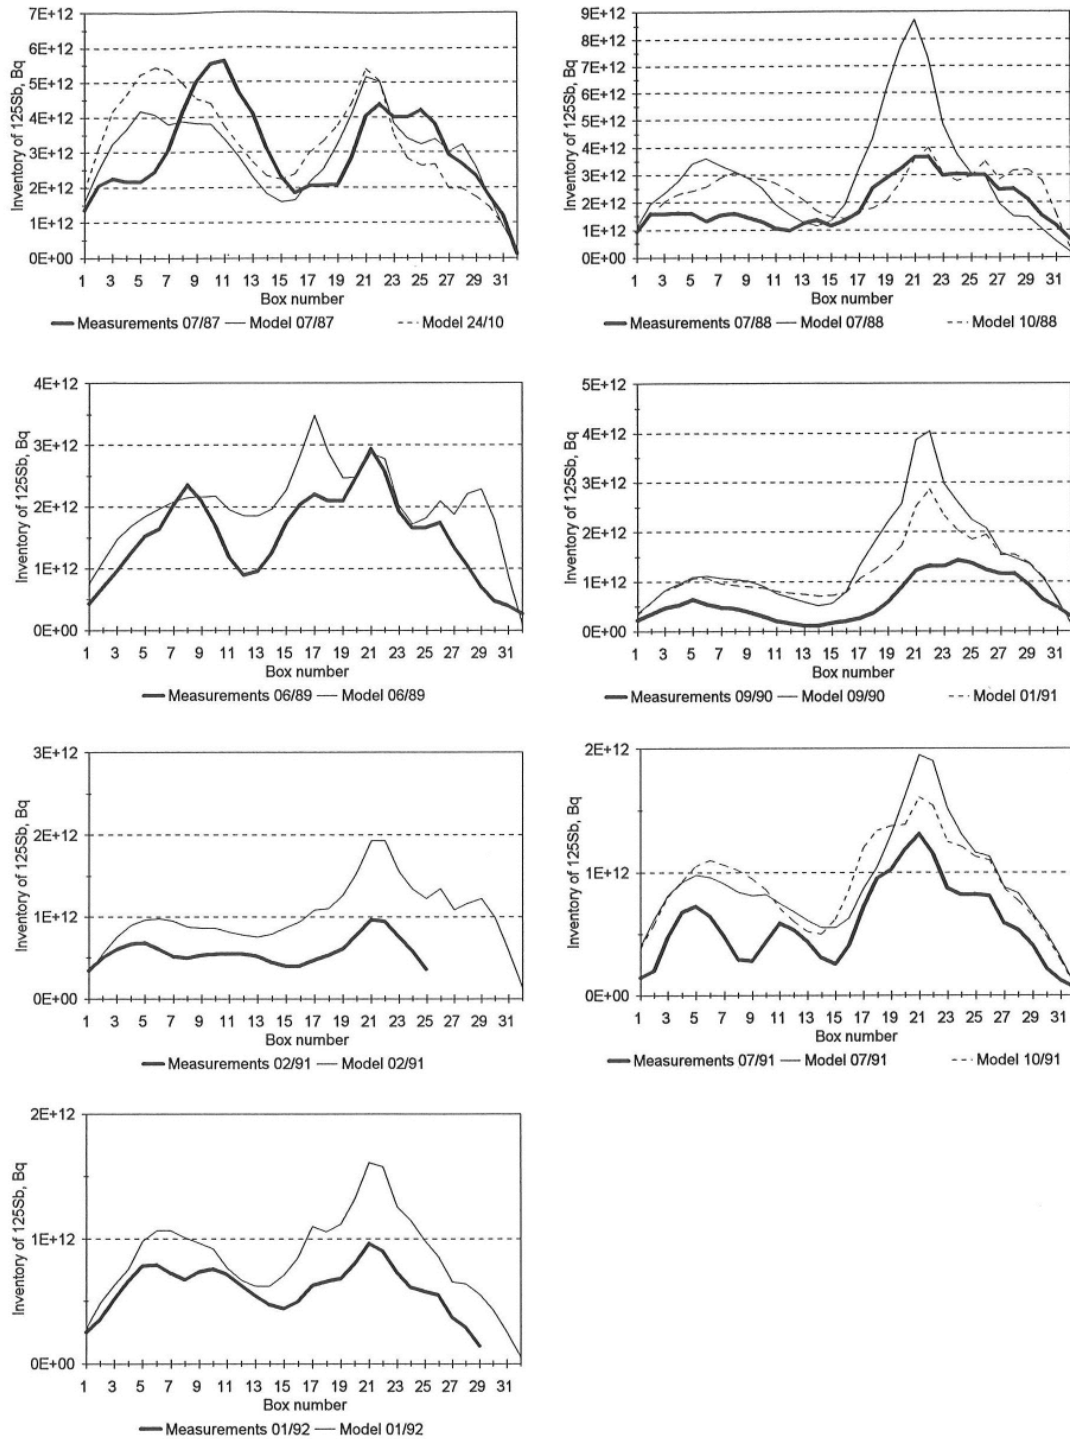 7E+12
6E+12
5E+12
4E+12
3E+12
2E+12
1E+12
0E+00
Inventory of 125Sb, Bq
1 3 5 7 9 11 13 15 17 19 21 23 25 27 29 31
Box number
Measurements 07/87 Model 07/87 Model 24/10
9E+12
8E+12
7E+12
6E+12
5E+12
4E+12
3E+12
2E+12
1E+12
0E+00
Inventory of 125Sb, Bq
1 3 5 7 9 11 13 15 17 19 21 23 25 27 29 31
Box number
Measurements 07/88 Model 07/88 Model 10/88
4E+12
3E+12
2E+12
1E+12
0E+00
Inventory of 125Sb, Bq
1 3 5 7 9 11 13 15 17 19 21 23 25 27 29 31
Box number
Measurements 06/89 Model 06/89
5E+12
4E+12
3E+12
2E+12
1E+12
0E+00
Inventory of 125Sb, Bq
1 3 5 7 9 11 13 15 17 19 21 23 25 27 29 31
Box number
Measurements 09/90 Model 09/90 Model 01/91
3E+12
2E+12
1E+12
0E+00
Inventory of 125Sb, Bq
1 3 5 7 9 11 13 15 17 19 21 23 25 27 29 31
Box number
Measurements 02/91 Model 02/91
2E+12
1E+12
0E+00
Inventory of 125Sb, Bq
1 3 5 7 9 11 13 15 17 19 21 23 25 27 29 31
Box number
Measurements 07/91 Model 07/91 Model 10/91
2E+12
1E+12
0E+00
Inventory of 125Sb, Bq
1 3 5 7 9 11 13 15 17 19 21 23 25 27 29 31
Box number
Measurements 01/92 Model 01/92